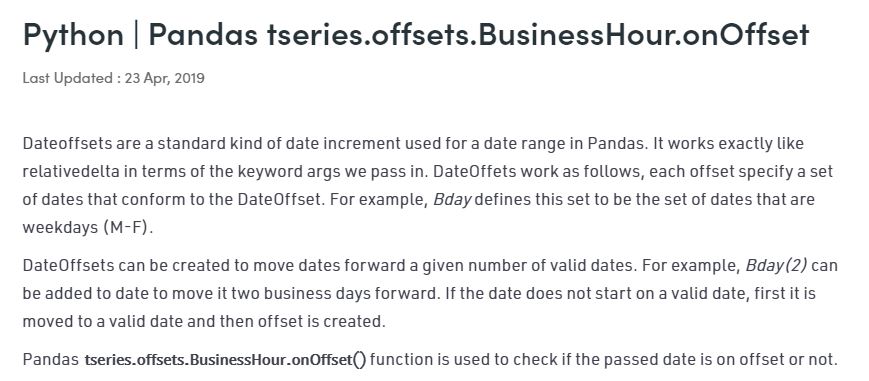 Python | Pandas tseries.offsets.BusinessHour.onOffset
Last Updated : 23 Apr, 2019
Dateoffsets are a standard kind of date increment used for a date range in Pandas. It works exactly like
relativedelta in terms of the keyword args we pass in. DateOffets work as follows, each offset specify a set
of dates that conform to the DateOffset. For example, Bday defines this set to be the set of dates that are
weekdays (M-F).
DateOffsets can be created to move dates forward a given number of valid dates. For example, Bday(2) can
be added to date to move it two business days forward. If the date does not start on a valid date, first it is
moved to a valid date and then offset is created.
Pandas tseries.offsets.BusinessHour.onOffset() function is used to check if the passed date is on offset or not.